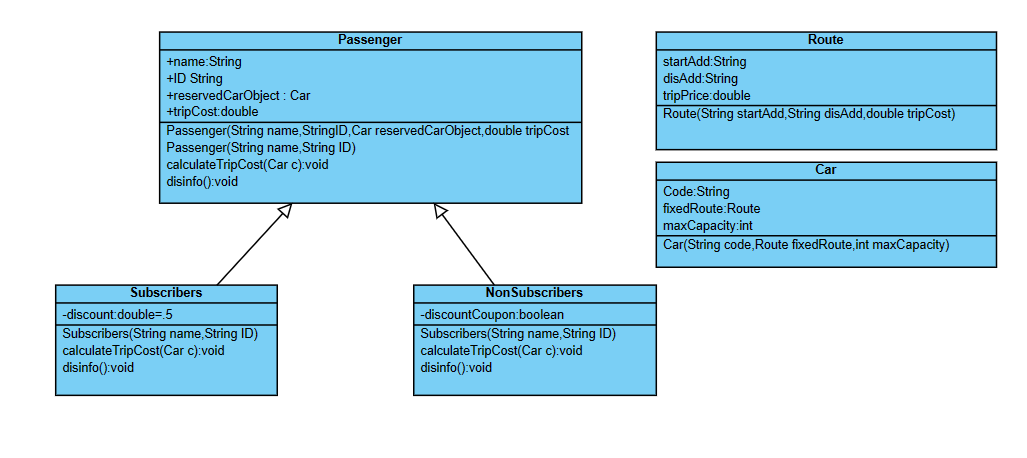 Passenger
+name:String
+ID String
+reservedCarObject : Car
+tripCost:double
Passenger(String name,StringID,Car reservedCarObject,double tripCost
Passenger(String name,String ID)
calculateTripCost(Car c):void
disinfo():void
Route
startAdd:String
disAdd:String
tripPrice:double
Route(String startAdd,String disAdd,double tripCost)
Car
Code:String
fixedRoute:Route
maxCapacity:int
Car(String code,Route fixedRoute,int maxCapacity)
Subscribers
-discount:double=.5
Subscribers(String name,String ID)
calculateTripCost(Car c):void
disinfo():void
NonSubscribers
-discountCoupon:boolean
Subscribers(String name,String ID)
calculateTripCost(Car c):void
disinfo():void